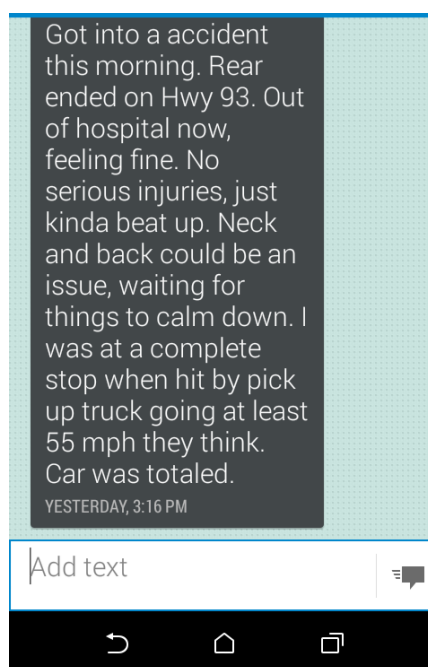 Got into a accident
this morning. Rear
ended on Hwy 93. Out
of hospital now,
feeling fine. No
serious injuries, just
kinda beat up. Neck
and back could be an
issue, waiting for
things to calm down. I
was at a complete
stop when hit by pick
up truck going at least
55 mph they think.
Car was totaled.
YESTERDAY, 3:16 PM
Add text